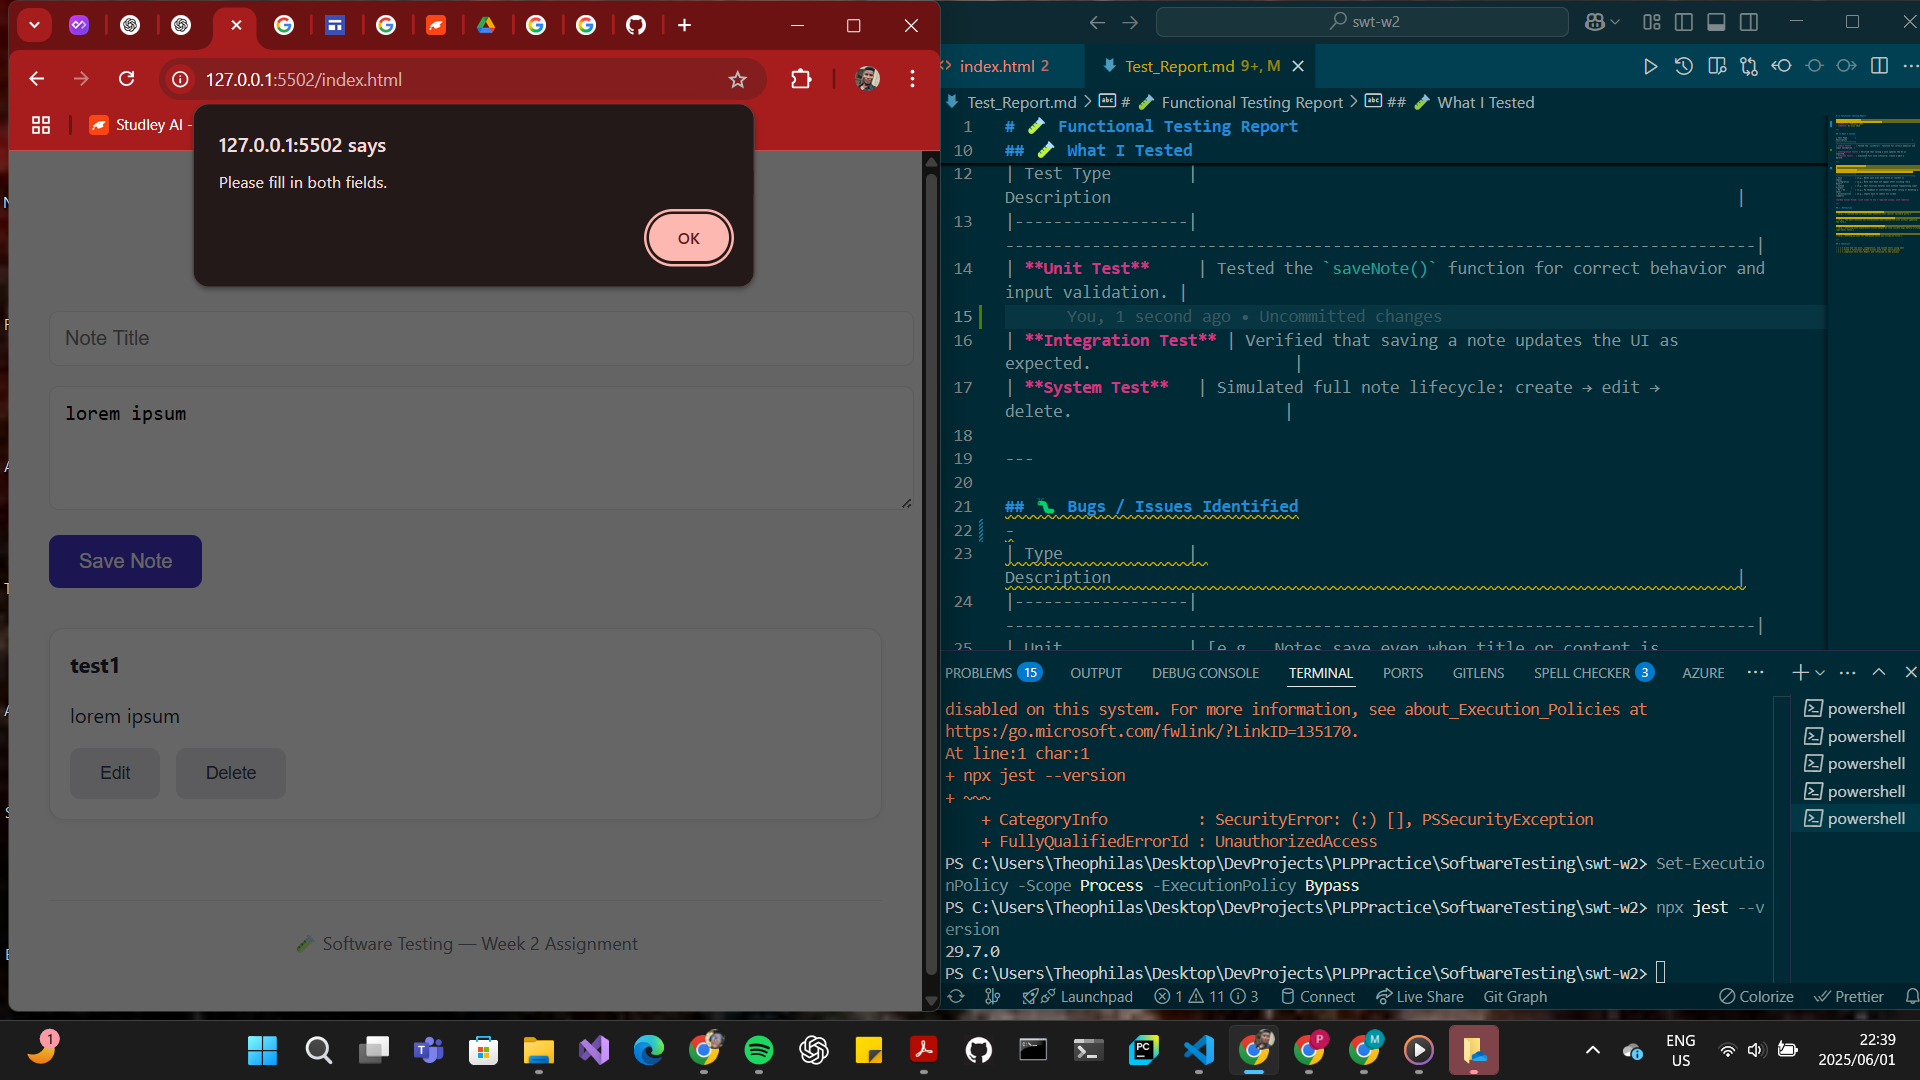 127.0.0.1:5502/index.html
Studley AI -
127.0.0.1:5502 says
Please fill in both fields.
OK
Note Title
lorem ipsum
Save Note
test1
lorem ipsum
Edit
Delete
Software Testing — Week 2 Assignment
swt-w2
index.html 2
Test_Report.md 9+, M
Test_Report.md > # Functional Testing Report > ## What I Tested
1 # Functional Testing Report
10 ## What I Tested
12 | Test Type |
Description |
13 |------------------|
---------------------------------------------------------------------------|
14 | **Unit Test** | Tested the `saveNote()` function for correct behavior and
input validation. |
15 You, 1 second ago • Uncommitted changes
16 | **Integration Test** | Verified that saving a note updates the UI as
expected. |
17 | **System Test** | Simulated full note lifecycle: create → edit →
delete. |
18
19 ---
20
21 ## Bugs / Issues Identified
22 -
23 | Type |
Description |
24 |------------------|
---------------------------------------------------------------------------|
25 | Unit | [e.g., Notes save even when title or content is
PROBLEMS 15 OUTPUT DEBUG CONSOLE TERMINAL PORTS GITLENS SPELL CHECKER 3 AZURE
disabled on this system. For more information, see about_Execution_Policies at
https:/go.microsoft.com/fwlink/?LinkID=135170.
At line:1 char:1
+ npx jest --version
+ ~~~
+ CategoryInfo : SecurityError: (:) [], PSSecurityException
+ FullyQualifiedErrorId : UnauthorizedAccess
PS C:\Users\Theophilas\Desktop\DevProjects\PLPPractice\SoftwareTesting\swt-w2> Set-Executio
nPolicy -Scope Process -ExecutionPolicy Bypass
PS C:\Users\Theophilas\Desktop\DevProjects\PLPPractice\SoftwareTesting\swt-w2> npx jest --v
ersion
29.7.0
PS C:\Users\Theophilas\Desktop\DevProjects\PLPPractice\SoftwareTesting\swt-w2>
powershell
powershell
powershell
powershell
powershell
Launchpad 1 11 3 Connect Live Share Git Graph Colorize Prettier
1
ENG
US
22:39
2025/06/01